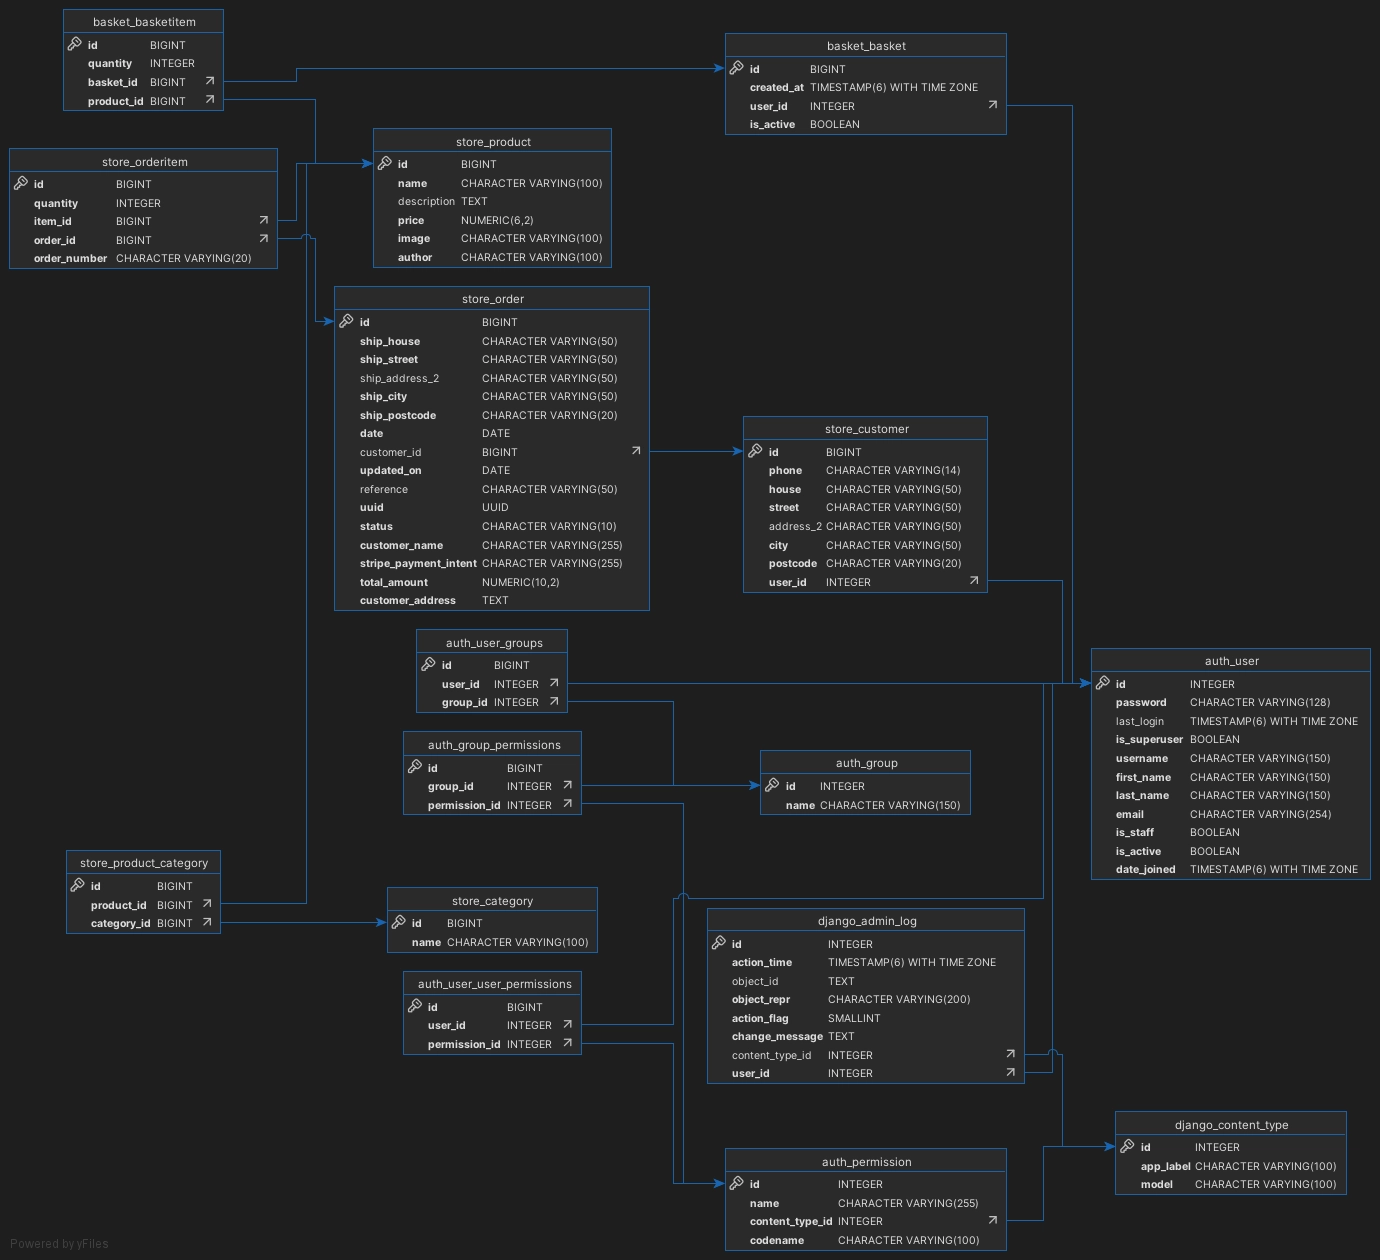 basket_basketitem
id BIGINT
quantity INTEGER
basket_id BIGINT
product_id BIGINT
basket_basket
id BIGINT
created_at TIMESTAMP(6) WITH TIME ZONE
user_id INTEGER
is_active BOOLEAN
store_orderitem
id BIGINT
quantity INTEGER
item_id BIGINT
order_id BIGINT
order_number CHARACTER VARYING(20)
store_product
id BIGINT
name CHARACTER VARYING(100)
description TEXT
price NUMERIC(6,2)
image CHARACTER VARYING(100)
author CHARACTER VARYING(100)
store_order
id BIGINT
ship_house CHARACTER VARYING(50)
ship_street CHARACTER VARYING(50)
ship_address_2 CHARACTER VARYING(50)
ship_city CHARACTER VARYING(50)
ship_postcode CHARACTER VARYING(20)
date DATE
customer_id BIGINT
updated_on DATE
reference CHARACTER VARYING(50)
uuid UUID
status CHARACTER VARYING(10)
customer_name CHARACTER VARYING(255)
stripe_payment_intent CHARACTER VARYING(255)
total_amount NUMERIC(10,2)
customer_address TEXT
store_customer
id BIGINT
phone CHARACTER VARYING(14)
house CHARACTER VARYING(50)
street CHARACTER VARYING(50)
address_2 CHARACTER VARYING(50)
city CHARACTER VARYING(50)
postcode CHARACTER VARYING(20)
user_id INTEGER
auth_user_groups
id BIGINT
user_id INTEGER
group_id INTEGER
auth_user
id INTEGER
password CHARACTER VARYING(128)
last_login TIMESTAMP(6) WITH TIME ZONE
is_superuser BOOLEAN
username CHARACTER VARYING(150)
first_name CHARACTER VARYING(150)
last_name CHARACTER VARYING(150)
email CHARACTER VARYING(254)
is_staff BOOLEAN
is_active BOOLEAN
date_joined TIMESTAMP(6) WITH TIME ZONE
auth_group_permissions
id BIGINT
group_id INTEGER
permission_id INTEGER
auth_group
id INTEGER
name CHARACTER VARYING(150)
store_product_category
id BIGINT
product_id BIGINT
category_id BIGINT
store_category
id BIGINT
name CHARACTER VARYING(100)
django_admin_log
id INTEGER
action_time TIMESTAMP(6) WITH TIME ZONE
object_id TEXT
object_repr CHARACTER VARYING(200)
action_flag SMALLINT
change_message TEXT
content_type_id INTEGER
user_id INTEGER
auth_user_user_permissions
id BIGINT
user_id INTEGER
permission_id INTEGER
django_content_type
id INTEGER
app_label CHARACTER VARYING(100)
model CHARACTER VARYING(100)
auth_permission
id INTEGER
name CHARACTER VARYING(255)
content_type_id INTEGER
codename CHARACTER VARYING(100)
Powered by yFiles